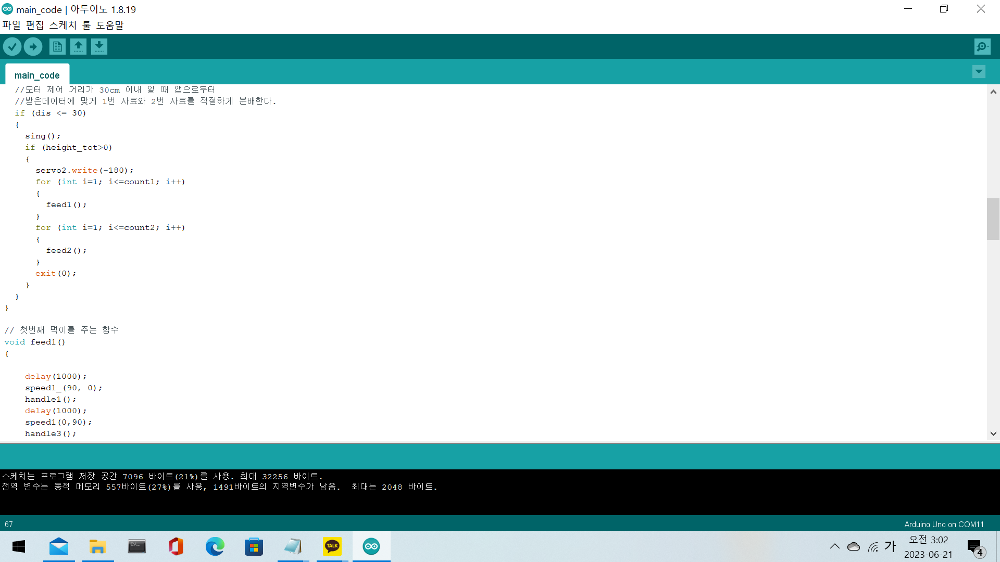 main_code | 아두이노 1.8.19
파일 편집 스케치 툴 도움말
main_code
//모터 제어 거리가 30cm 이내 일 때 앱으로부터
//받은데이터에 맞게 1번 사료와 2번 사료를 적절하게 분배한다.
if (dis <= 30)
{
sing();
if (height_tot>0)
{
servo2.write(-180);
for (int i=1; i<=count1; i++)
{
feed1();
}
for (int i=1; i<=count2; i++)
{
feed2();
}
exit(0);
}
}
}
// 첫번째 먹이를 주는 함수
void feed1()
{
delay(1000);
speed1_(90, 0);
handle1();
delay(1000);
speed1(0,90);
handle3();
스케치는 프로그램 저장 공간 7096 바이트(21%)를 사용. 최대 32256 바이트.
전역 변수는 동적 메모리 557바이트(27%)를 사용, 1491바이트의 지역변수가 남음.  최대는 2048 바이트.
67
Arduino Uno on COM11
TALK
가
오전 3:02
2023-06-21
4